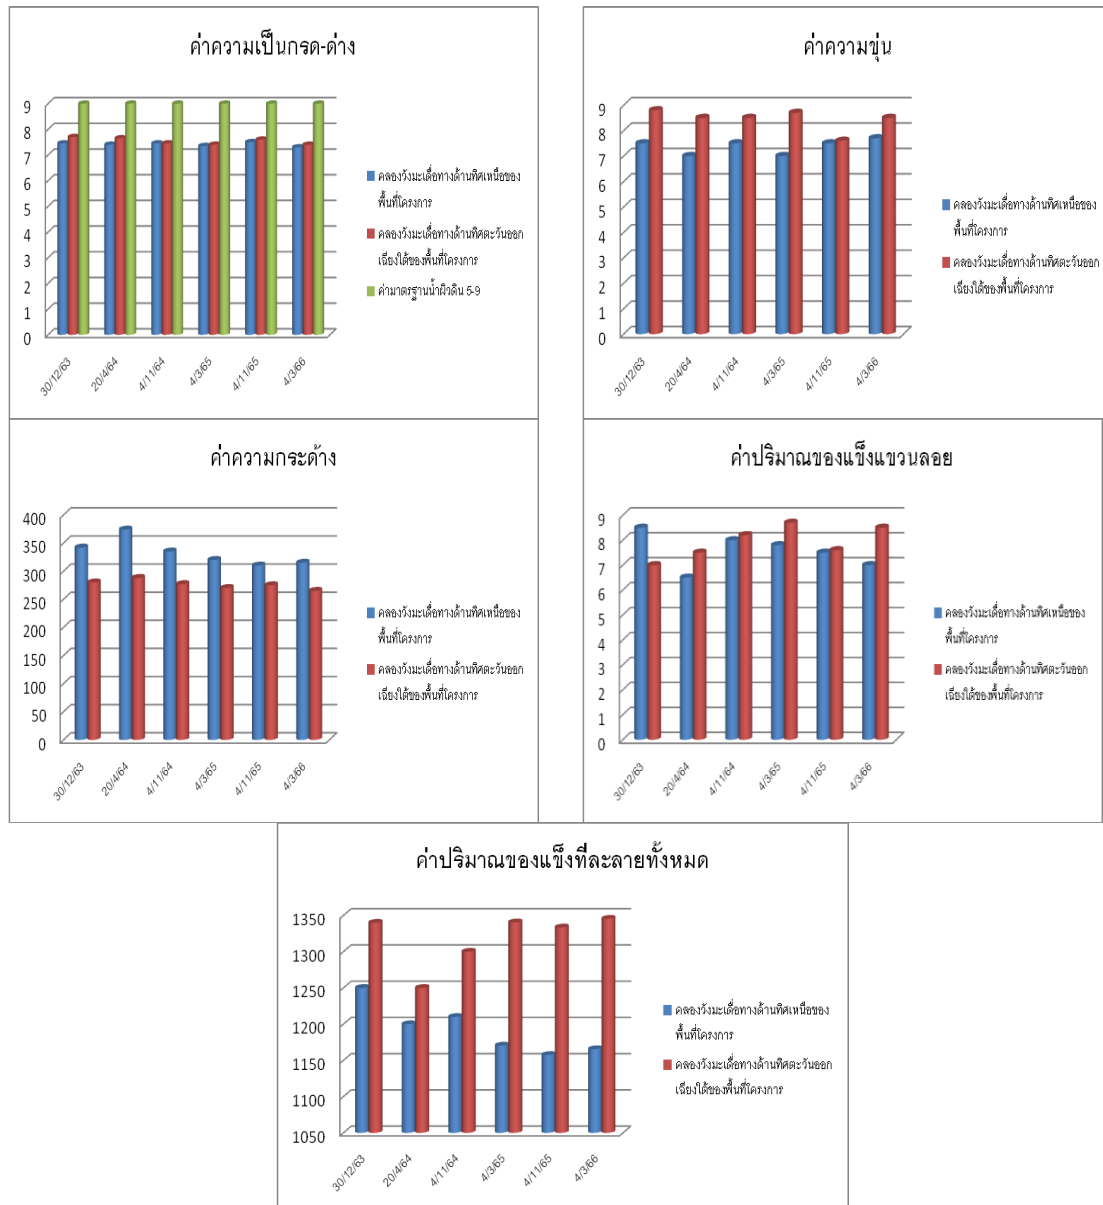 ค่าความเป็นกรด-ด่าง
9
8
7
6
5
4
3
2
1
0
30/12/63
20/4/64
4/11/64
4/3/65
4/11/65
4/3/66
คลองวังมะเดื่อทางด้านทิศเหนือของ
พื้นที่โครงการ
คลองวังมะเดื่อทางด้านทิศตะวันออก
เฉียงใต้ของพื้นที่โครงการ
ค่ามาตรฐานน้ำผิวดิน 5-9
ค่าความขุ่น
9
8
7
6
5
4
3
2
1
0
30/12/63
20/4/64
4/11/64
4/3/65
4/11/65
4/3/66
คลองวังมะเดื่อทางด้านทิศเหนือของ
พื้นที่โครงการ
คลองวังมะเดื่อทางด้านทิศตะวันออก
เฉียงใต้ของพื้นที่โครงการ
ค่าความกระด้าง
400
350
300
250
200
150
100
50
0
30/12/63
20/4/64
4/11/64
4/3/65
4/11/65
4/3/66
คลองวังมะเดื่อทางด้านทิศเหนือของ
พื้นที่โครงการ
คลองวังมะเดื่อทางด้านทิศตะวันออก
เฉียงใต้ของพื้นที่โครงการ
ค่าปริมาณของแข็งแขวนลอย
9
8
7
6
5
4
3
2
1
0
30/12/63
20/4/64
4/11/64
4/3/65
4/11/65
4/3/66
คลองวังมะเดื่อทางด้านทิศเหนือของ
พื้นที่โครงการ
คลองวังมะเดื่อทางด้านทิศตะวันออก
เฉียงใต้ของพื้นที่โครงการ
ค่าปริมาณของแข็งที่ละลายทั้งหมด
1350
1300
1250
1200
1150
1100
1050
30/12/63
20/4/64
4/11/64
4/3/65
4/11/65
4/3/66
คลองวังมะเดื่อทางด้านทิศเหนือของ
พื้นที่โครงการ
คลองวังมะเดื่อทางด้านทิศตะวันออก
เฉียงใต้ของพื้นที่โครงการ